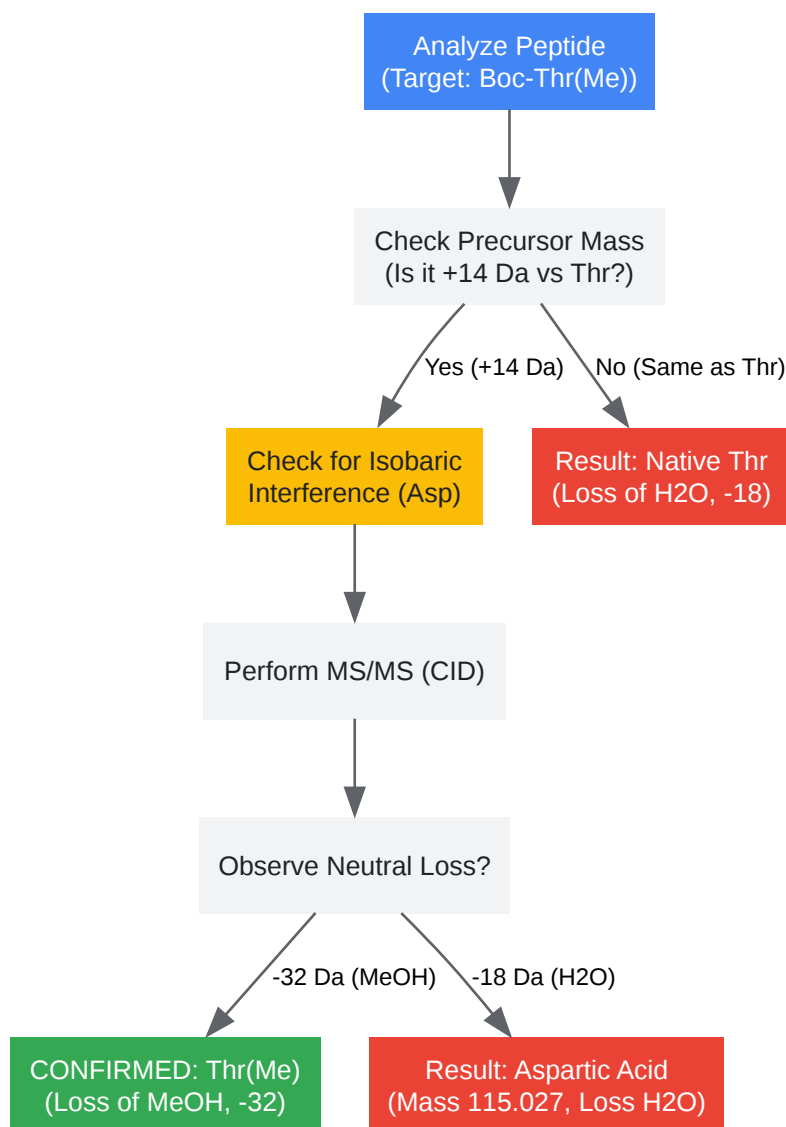 Analyze Peptide
(Target: Boc-Thr(Me))
Check Precursor Mass
(Is it +14 Da vs Thr?)
Yes (+14 Da)
No (Same as Thr)
Check for Isobaric
Interference (Asp)
Result: Native Thr
(Loss of H2O, -18)
Perform MS/MS (CID)
Observe Neutral Loss?
-32 Da (MeOH)
-18 Da (H2O)
CONFIRMED: Thr(Me)
(Loss of MeOH, -32)
Result: Aspartic Acid
(Mass 115.027, Loss H2O)